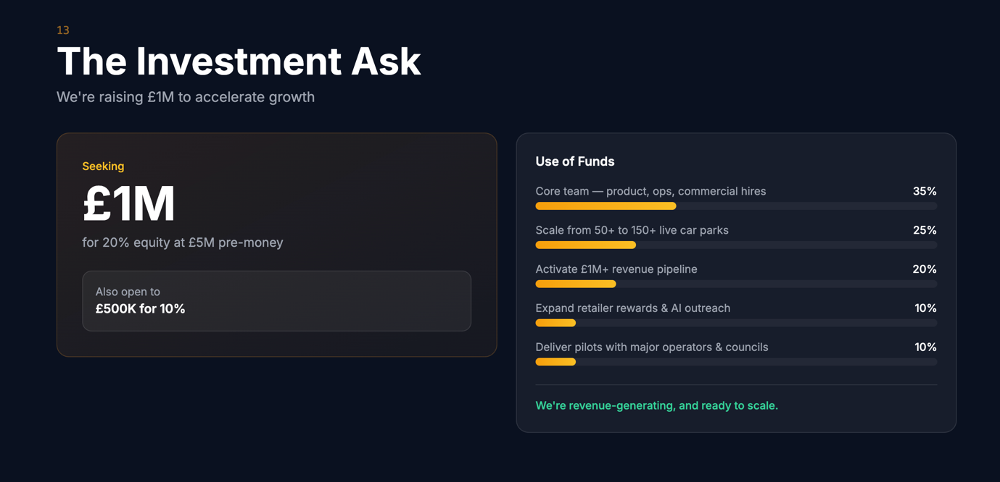 13
The Investment Ask
We're raising £1M to accelerate growth
Seeking
£1M
for 20% equity at £5M pre-money
Also open to
£500K for 10%
Use of Funds
Core team — product, ops, commercial hires 35%
Scale from 50+ to 150+ live car parks 25%
Activate £1M+ revenue pipeline 20%
Expand retailer rewards & AI outreach 10%
Deliver pilots with major operators & councils 10%
We're revenue-generating, and ready to scale.